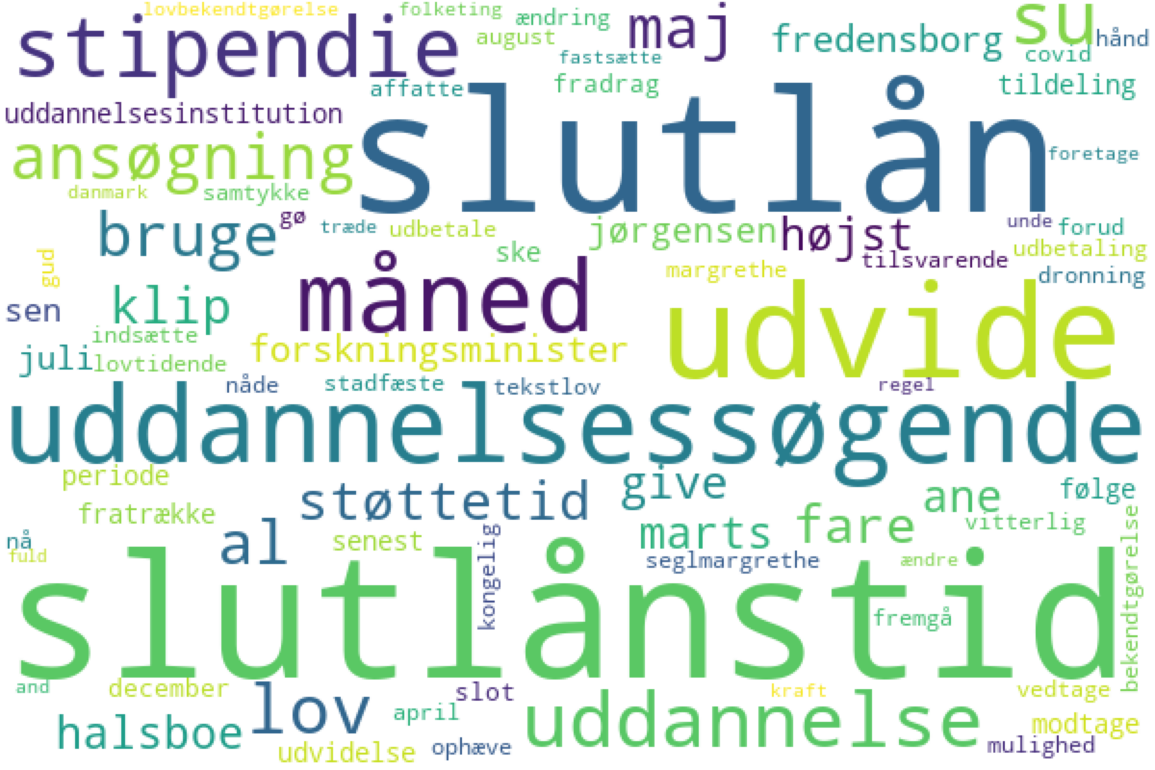 lovbekendtgørelse
folketing
ændring
maj
su
stipendie
august
fredensborg
hånd
fastsætte
covid
affatte
fradrag
tildeling
uddannelsesinstitution
slutlån
ansøgning
foretage
danmark
samtykke
bruge
gø
træde
udbetale
jørgensen
højst
unde
forud
ske
tilsvarende
udbetaling
gud
margrethe
dronning
sen
klip
måned
udvide
indsætte
juli
lovtidende
forskningsminister
nåde
stadfæste
tekstlov
regel
uddannelsessøgende
periode
støttetid
give
ane
følge
fratrække
al
senest
kongelig
marts
fare
vitterlig
nå
fuld
seglmargrethe
ændre
bekendtgørelse
slutlånstid
fremgå
and
december
lov
slot
kraft
vedtage
halsboe
april
uddannelse
modtage
udvidelse
ophæve
mulighed